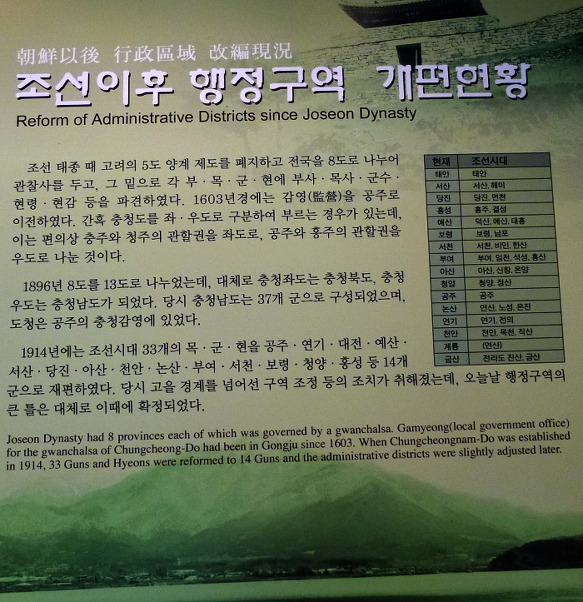 朝鮮以後 行政區域 改編現況
조선이후 행정구역 개편현황
Reform of Administrative Districts since Joseon Dynasty
조선 태종 때 고려의 5도 양계 제도를 폐지하고 전국을 8도로 나누어
관찰사를 두고, 그 밑으로 각 부·목·군·현에 부사·목사·군수·
현령·현감 등을 파견하였다. 1603년경에는 감영(監營)을 공주로
이전하였다. 간혹 충청도를 좌·우도로 구분하여 부르는 경우가 있는데,
이는 편의상 충주와 청주의 관할권을 좌도로, 공주와 홍주의 관할권을
우도로 나눈 것이다.
1896년 8도를 13도로 나누었는데, 대체로 충청좌도는 충청북도, 충청
우도는 충청남도가 되었다. 당시 충청남도는 37개 군으로 구성되었으며,
도청은 공주의 충청감영에 있었다.
1914년에는 조선시대 33개의 목·군·현을 공주·연기·대전·예산·
서산·당진·아산·천안·논산·부여·서천·보령·청양·홍성 등 14개
군으로 재편하였다. 당시 고을 경계를 넘어선 구역 조정 등의 조치가 취해졌는데, 오늘날 행정구역의
큰 틀은 대체로 이때에 확정되었다.
현재 조선시대
태안 태안
서산 서산, 해미
당진 당진, 면천
홍성 홍주, 결성
예산 덕산, 예산, 대흥
보령 보령, 남포
서천 서천, 비인, 한산
부여 부여, 임천, 석성, 홍산
아산 아산, 신창, 온양
청양 청양, 정산
공주 공주
논산 연산, 노성, 은진
연기 연기, 전의
천안 천안, 목천, 직산
계룡 (연산)
금산 전라도 진산, 금산
Joseon Dynasty had 8 provinces each of which was governed by a gwanchalsa. Gamyeong(local government office)
for the gwanchalsa of Chungcheong-Do had been in Gongju since 1603. When Chungcheongnam-Do was established
in 1914, 33 Guns and Hyeons were reformed to 14 Guns and the administrative districts were slightly adjusted later.